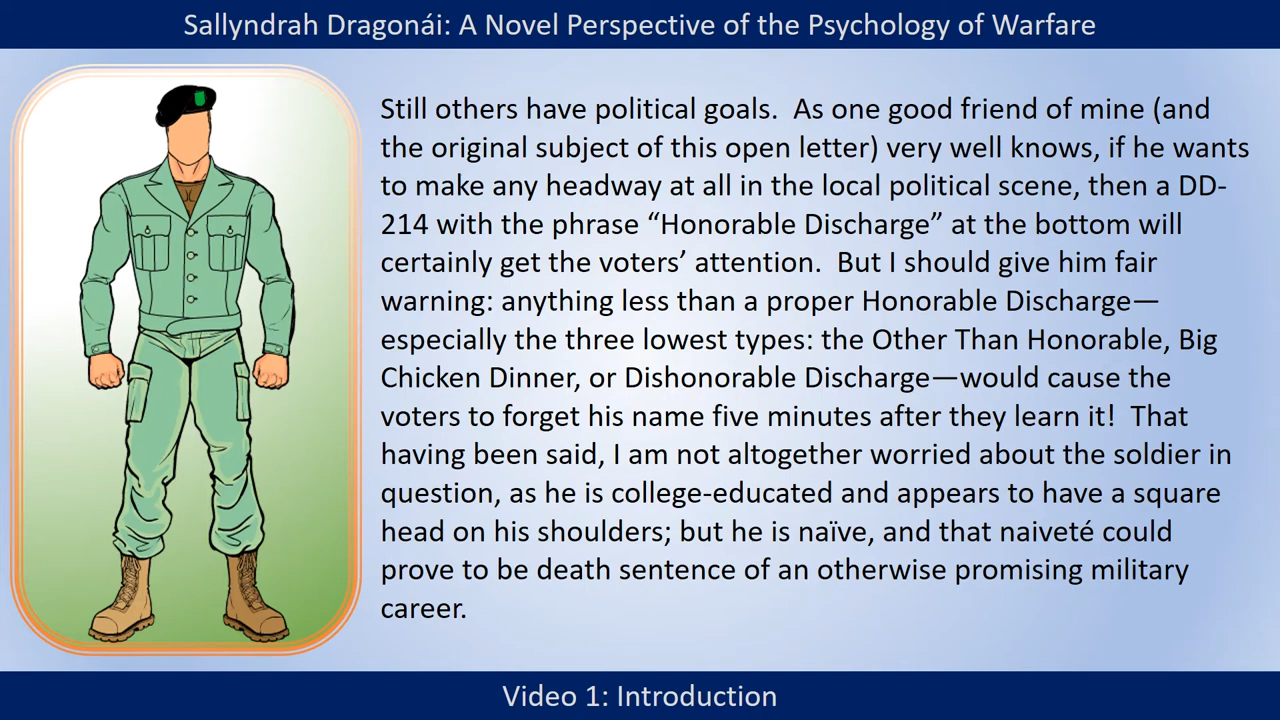 Sallyndrah Dragonái: A Novel Perspective of the Psychology of Warfare
Still others have political goals.  As one good friend of mine (and
the original subject of this open letter) very well knows, if he wants
to make any headway at all in the local political scene, then a DD-
214 with the phrase “Honorable Discharge” at the bottom will
certainly get the voters’ attention.  But I should give him fair
warning: anything less than a proper Honorable Discharge—
especially the three lowest types: the Other Than Honorable, Big
Chicken Dinner, or Dishonorable Discharge—would cause the
voters to forget his name five minutes after they learn it!  That
having been said, I am not altogether worried about the soldier in
question, as he is college-educated and appears to have a square
head on his shoulders; but he is naïve, and that naiveté could
prove to be death sentence of an otherwise promising military
career.
Video 1: Introduction